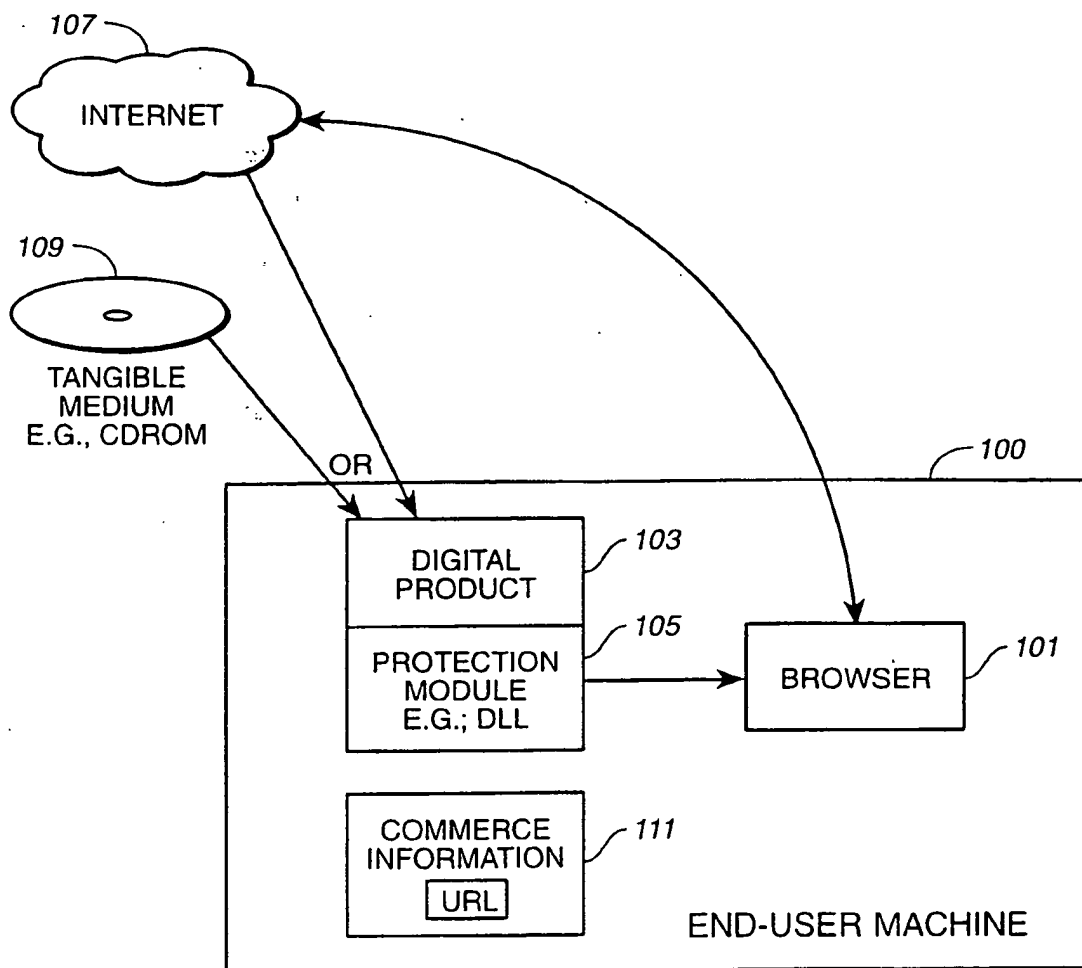 107
INTERNET
109
TANGIBLE
MEDIUM
E.G., CDROM
OR
100
DIGITAL
PRODUCT
103
PROTECTION
MODULE
E.G.; DLL
105
BROWSER
101
COMMERCE
INFORMATION
URL
111
END-USER MACHINE